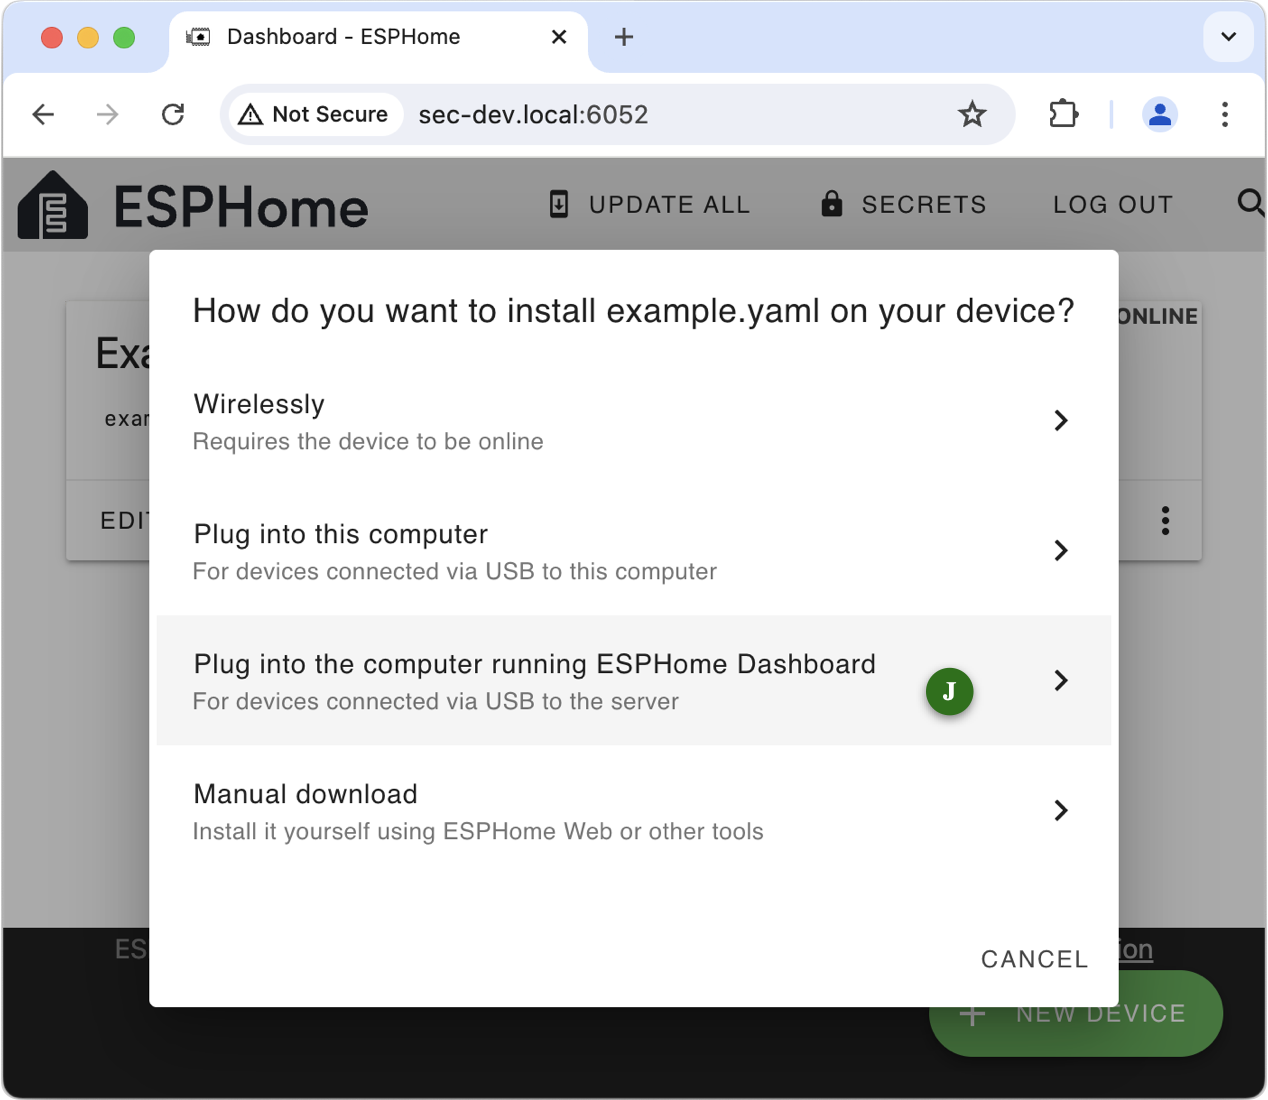 Dashboard - ESPHome
Not Secure
sec-dev.local:6052
ESPHome
UPDATE ALL
SECRETS
LOG OUT
How do you want to install example.yaml on your device?
ONLINE
Exa
exam
EDIT
Wirelessly
Requires the device to be online
Plug into this computer
For devices connected via USB to this computer
Plug into the computer running ESPHome Dashboard
For devices connected via USB to the server
J
Manual download
Install it yourself using ESPHome Web or other tools
ES
ion
CANCEL
NEW DEVICE